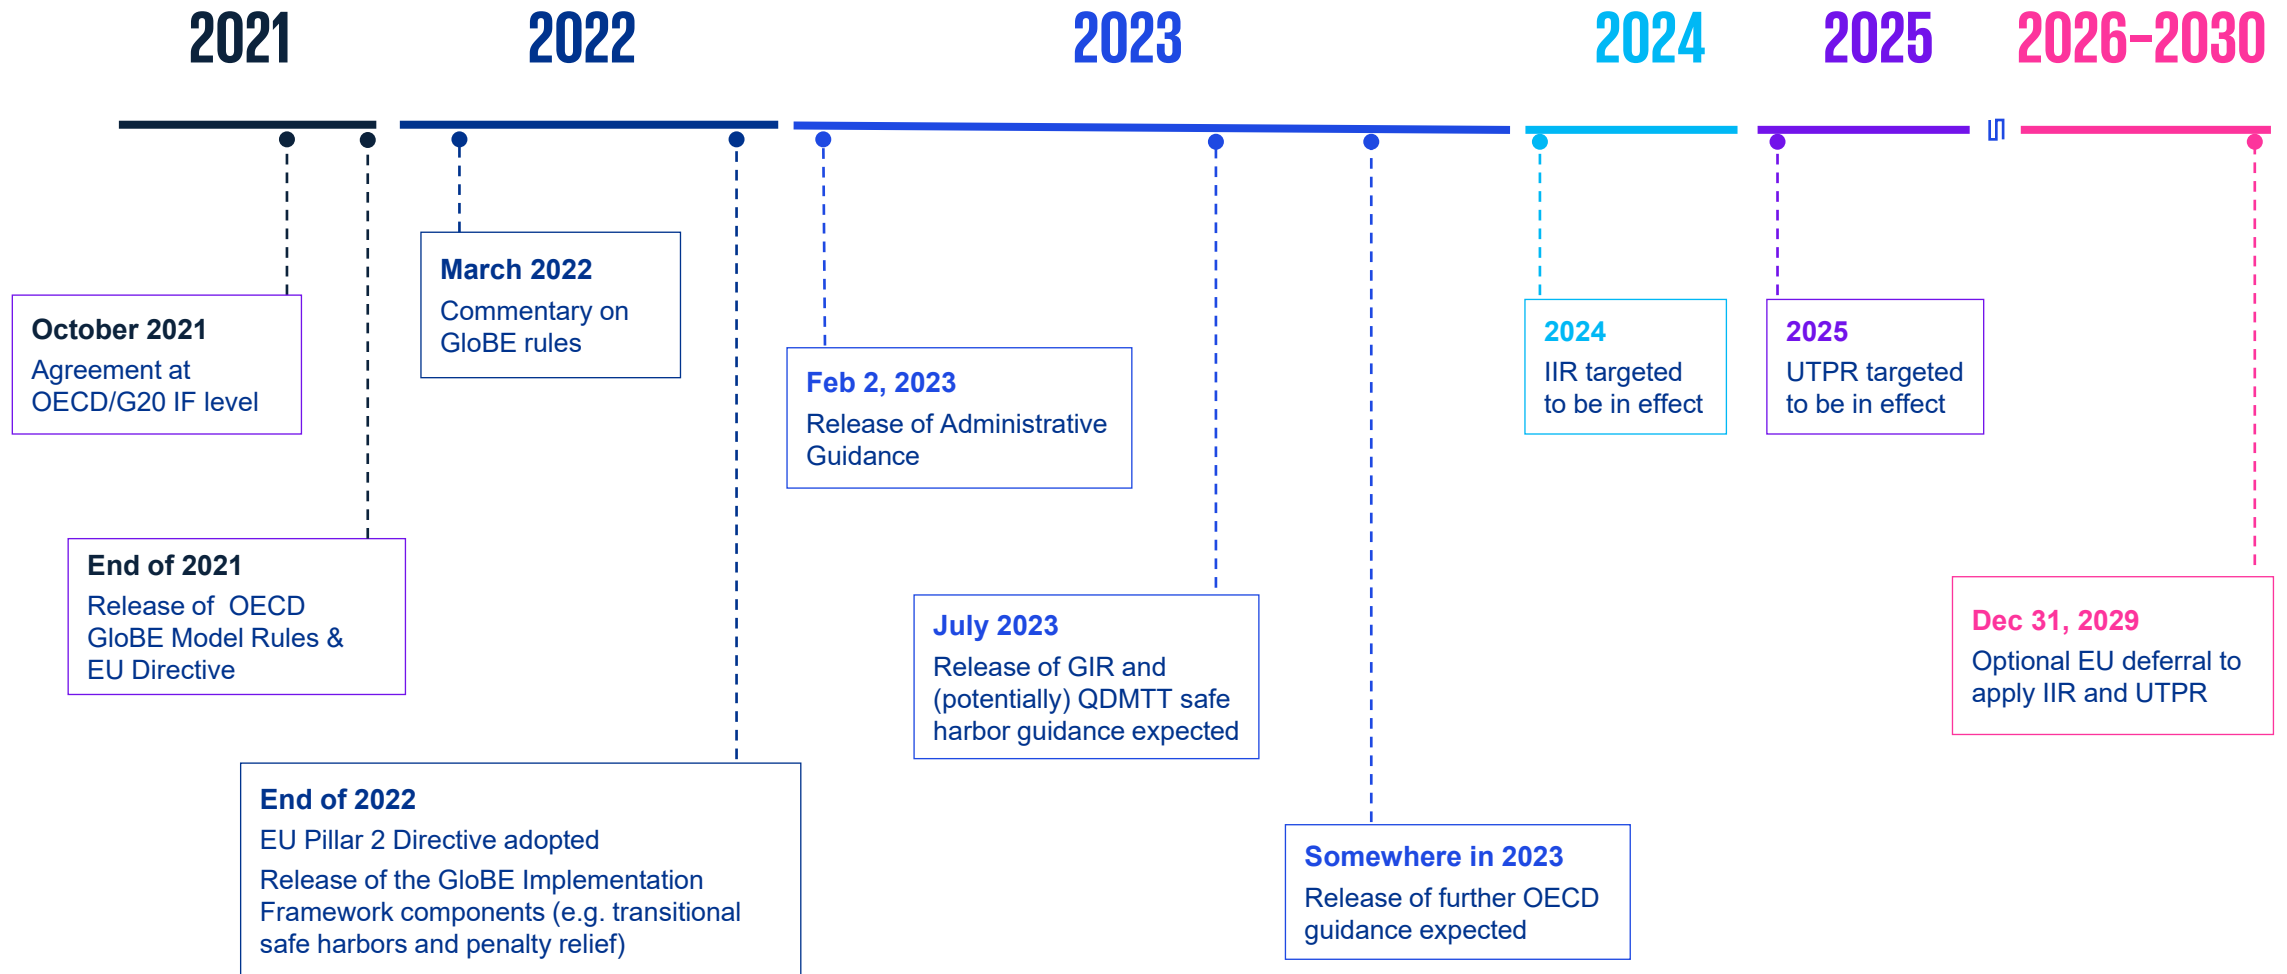 2021
2022
2023
2024
2025
2026–2030
October 2021
Agreement at
OECD/G20 IF level
End of 2021
Release of  OECD
GloBE Model Rules &
EU Directive
March 2022
Commentary on
GloBE rules
End of 2022
EU Pillar 2 Directive adopted
Release of the GloBE Implementation
Framework components (e.g. transitional
safe harbors and penalty relief)
Feb 2, 2023
Release of Administrative
Guidance
July 2023
Release of GIR and
(potentially) QDMTT safe
harbor guidance expected
Somewhere in 2023
Release of further OECD
guidance expected
2024
IIR targeted
to be in effect
2025
UTPR targeted
to be in effect
Dec 31, 2029
Optional EU deferral to
apply IIR and UTPR